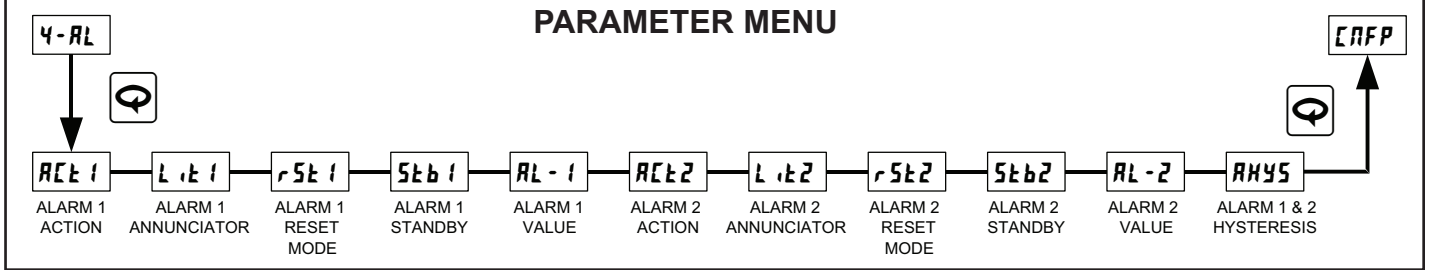 PARAMETER MENU
4-AL
CNFP
ACt1
Lit1
rSt1
Stb1
AL-1
ACt2
Lit2
rSt2
Stb2
AL-2
AHYS
ALARM 1
ACTION
ALARM 1
ANNUNCIATOR
ALARM 1
RESET
MODE
ALARM 1
STANDBY
ALARM 1
VALUE
ALARM 2
ACTION
ALARM 2
ANNUNCIATOR
ALARM 2
RESET
MODE
ALARM 2
STANDBY
ALARM 2
VALUE
ALARM 1 & 2
HYSTERESIS